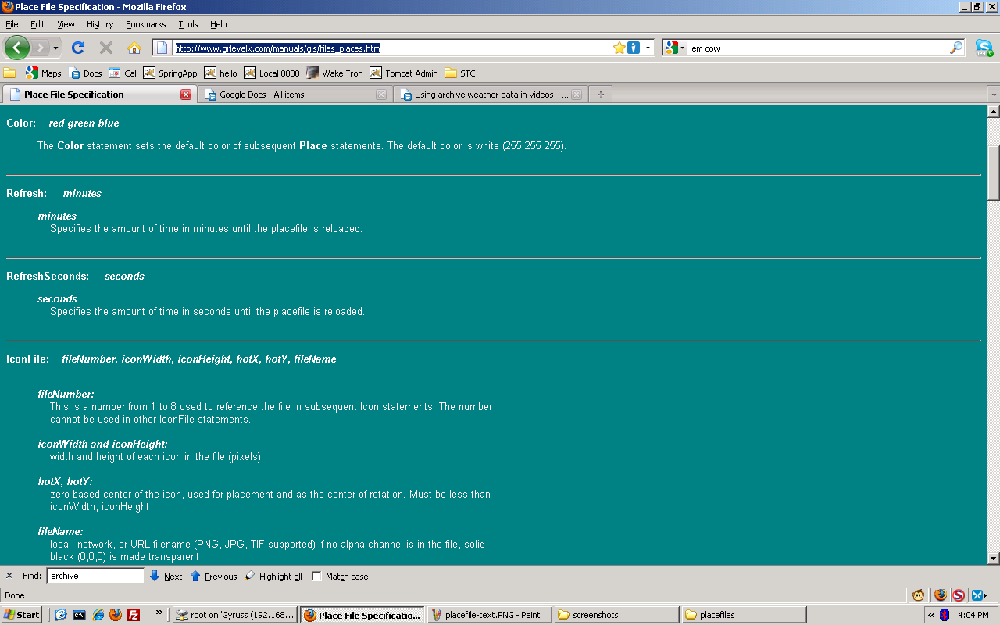 Place File Specification - Mozilla Firefox
File Edit View History Bookmarks Tools Help
http://www.grlevelx.com/manuals/gis/files_places.htm
iem cow
Maps Docs Cal SpringApp hello Local 8080 Wake Tron Tomcat Admin STC
Place File Specification
Google Docs - All items
Using archive weather data in videos - ...
Color: red green blue
The Color statement sets the default color of subsequent Place statements. The default color is white (255 255 255).
Refresh: minutes
minutes
Specifies the amount of time in minutes until the placefile is reloaded.
RefreshSeconds: seconds
seconds
Specifies the amount of time in seconds until the placefile is reloaded.
IconFile: fileNumber, iconWidth, iconHeight, hotX, hotY, fileName
fileNumber:
This is a number from 1 to 8 used to reference the file in subsequent Icon statements. The number
cannot be used in other IconFile statements.
iconWidth and iconHeight:
width and height of each icon in the file (pixels)
hotX, hotY:
zero-based center of the icon, used for placement and as the center of rotation. Must be less than
iconWidth, iconHeight
fileName:
local, network, or URL filename (PNG, JPG, TIF supported) if no alpha channel is in the file, solid
black (0,0,0) is made transparent
Find: archive Next Previous Highlight all Match case
Done
Start » root on 'Gyruss (192.168... Place File Specificatio... placefile-text.PNG - Paint screenshots placefiles « 4:04 PM